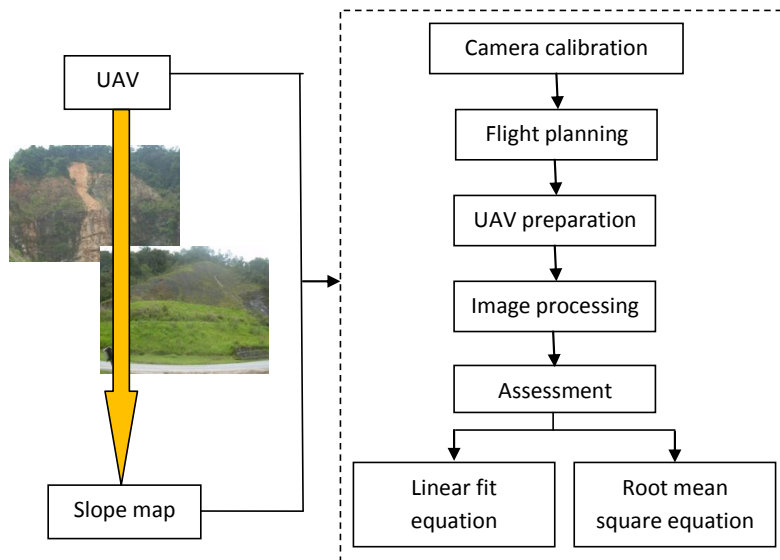 UAV
Slope map
Camera calibration
Flight planning
UAV preparation
Image processing
Assessment
Linear fit
equation
Root mean
square equation